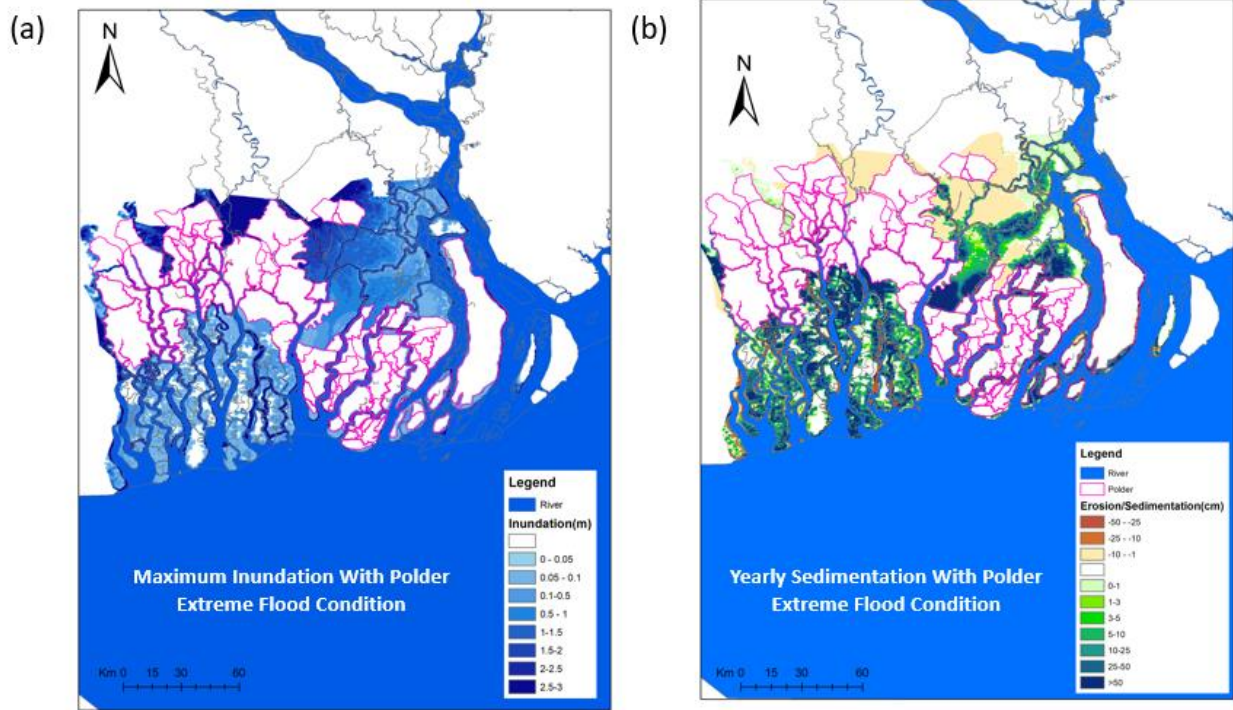 (a)
N
Legend
River
Inundation(m)
0 - 0.05
0.05 - 0.1
0.1-0.5
0.5 - 1
1-1.5
1.5-2
2-2.5
2.5-3
Maximum Inundation With Polder
Extreme Flood Condition
Km 0 15 30 60
(b)
N
Legend
River
Polder
Erosion/Sedimentation(cm)
-50 - -25
-25 - -10
-10 - -1
0-1
1-3
3-5
5-10
10-25
25-50
>50
Yearly Sedimentation With Polder
Extreme Flood Condition
Km 0 15 30 60